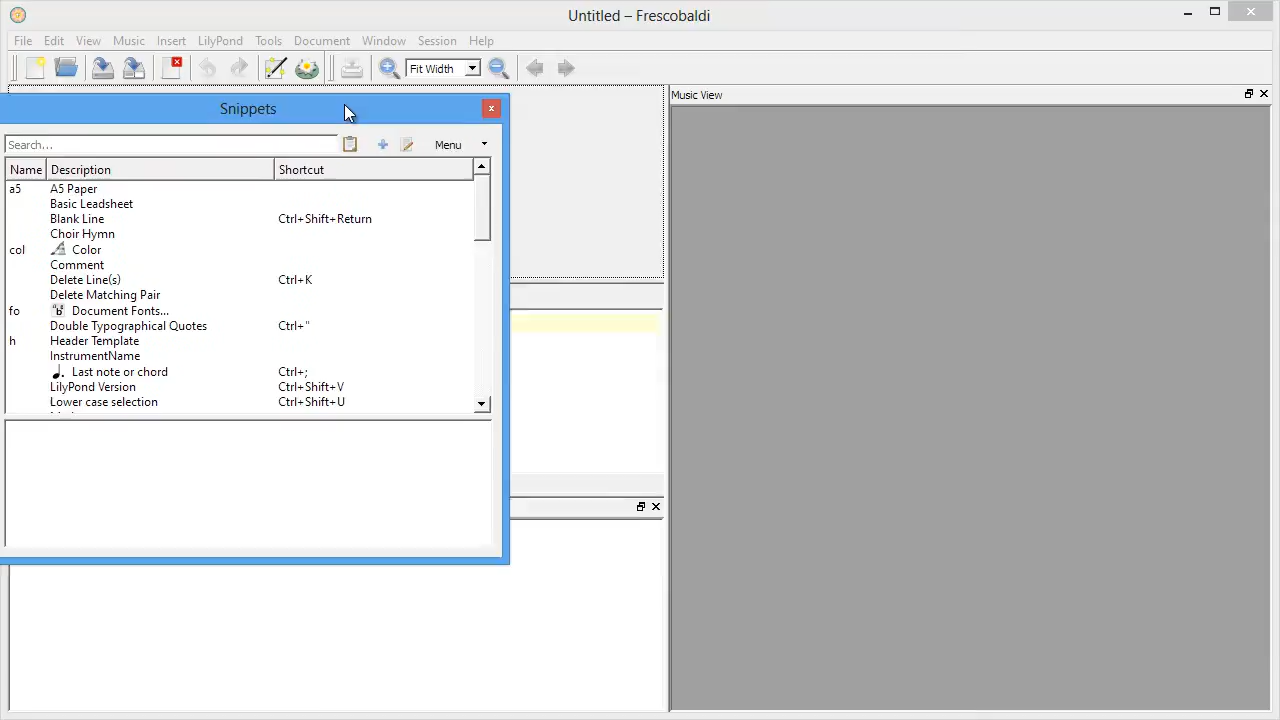 Untitled – Frescobaldi
File Edit View Music Insert LilyPond Tools Document Window Session Help
Fit Width
Snippets
Music View
Search...
Menu
Name Description Shortcut
a5 A5 Paper
Basic Leadsheet
Blank Line Ctrl+Shift+Return
Choir Hymn
col Color
Comment
Delete Line(s) Ctrl+K
Delete Matching Pair
fo Document Fonts...
Double Typographical Quotes Ctrl+"
h Header Template
InstrumentName
Last note or chord Ctrl+;
LilyPond Version Ctrl+Shift+V
Lower case selection Ctrl+Shift+U